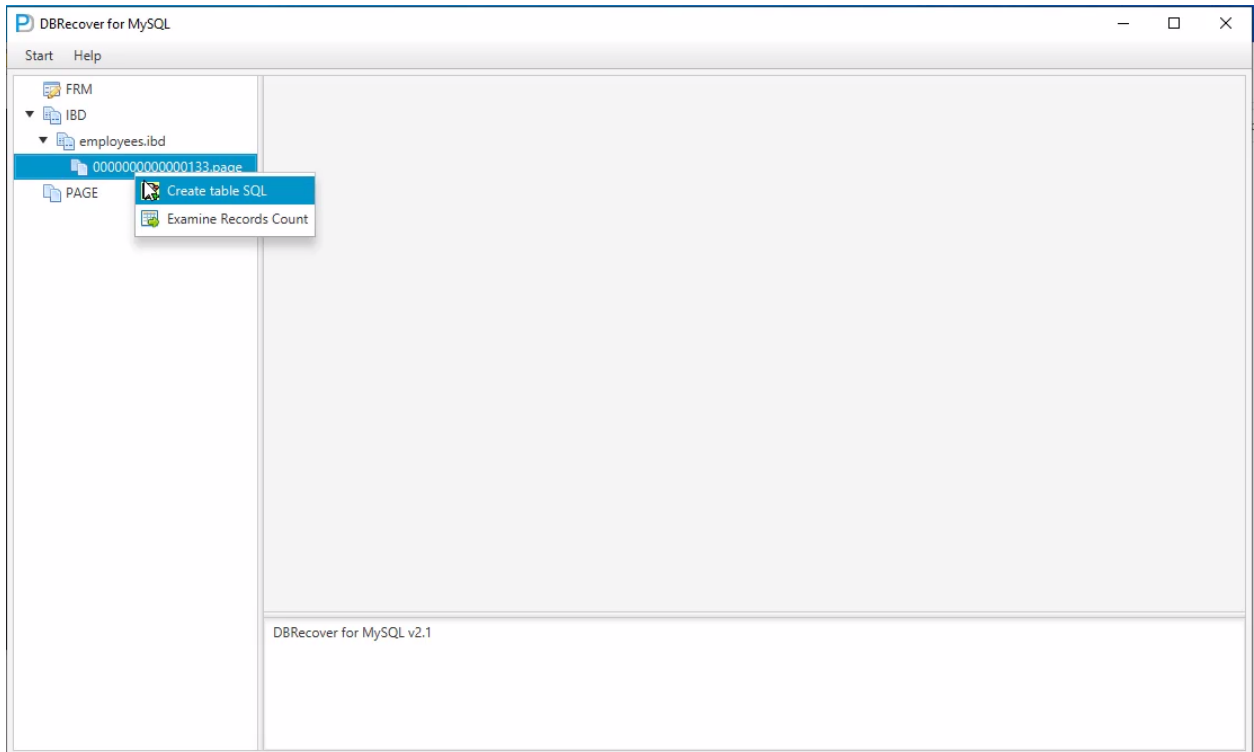 DBRecover for MySQL
Start Help
FRM
IBD
employees.ibd
0000000000000133.page
PAGE
Create table SQL
Examine Records Count
DBRecover for MySQL v2.1